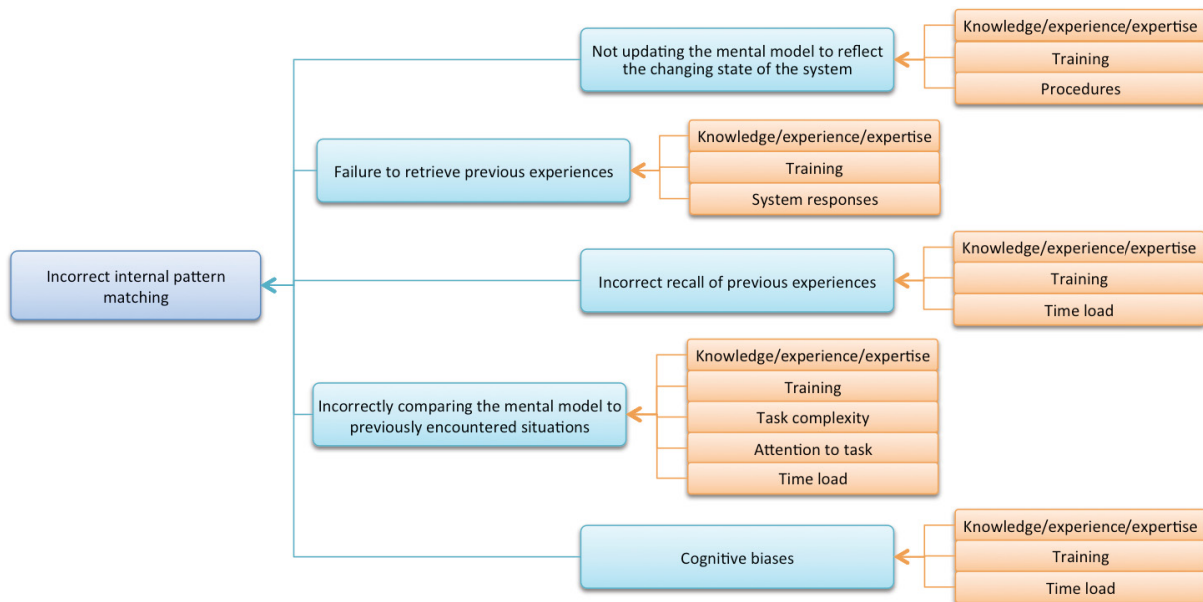 Knowledge/experience/expertise
Not updating the mental model to reflect
the changing state of the system
Training
Procedures
Knowledge/experience/expertise
Failure to retrieve previous experiences
Training
System responses
Incorrect internal pattern
matching
Knowledge/experience/expertise
Incorrect recall of previous experiences
Training
Time load
Knowledge/experience/expertise
Training
Incorrectly comparing the mental model to
previously encountered situations
Task complexity
Attention to task
Time load
Knowledge/experience/expertise
Cognitive biases
Training
Time load